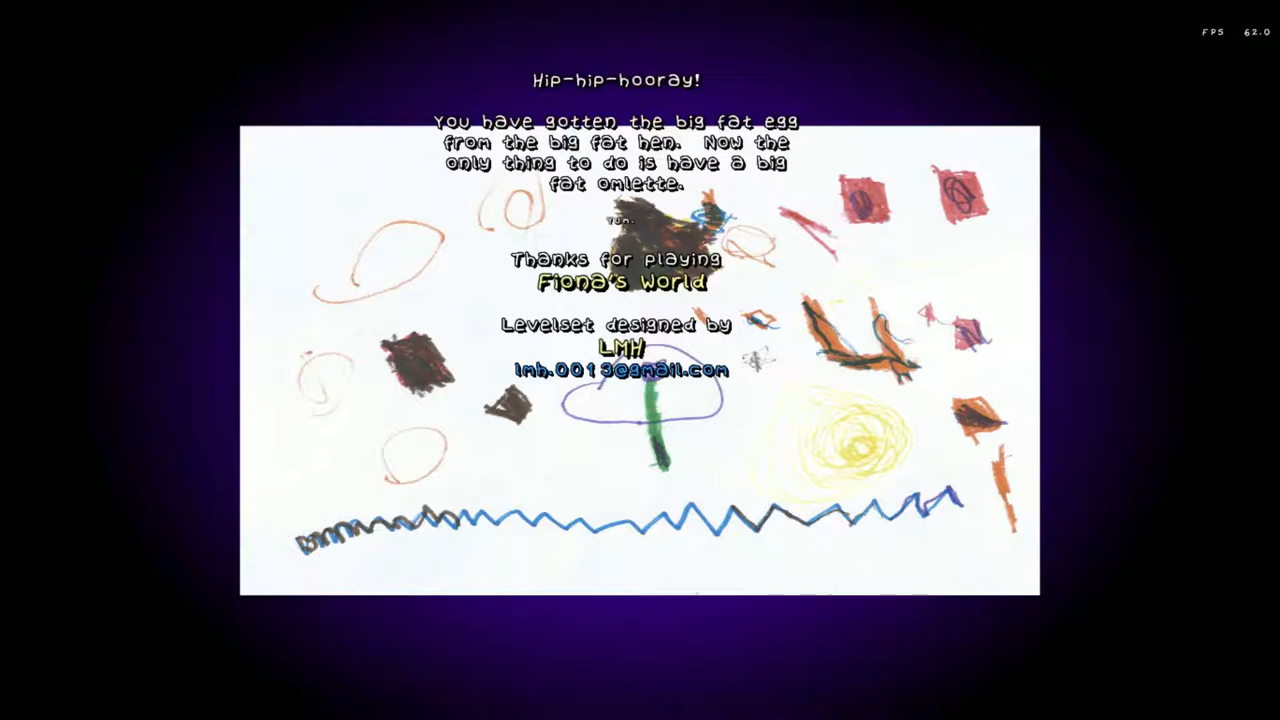 FPS 62.0
Hip-hip-hooray!
You have gotten the big fat egg
from the big fat hen. Now the
only thing to do is have a big
fat omlette.
Yum.
Thanks for playing
Fiona's World
Levelset designed by
LMH
lmh.0013@gmail.com